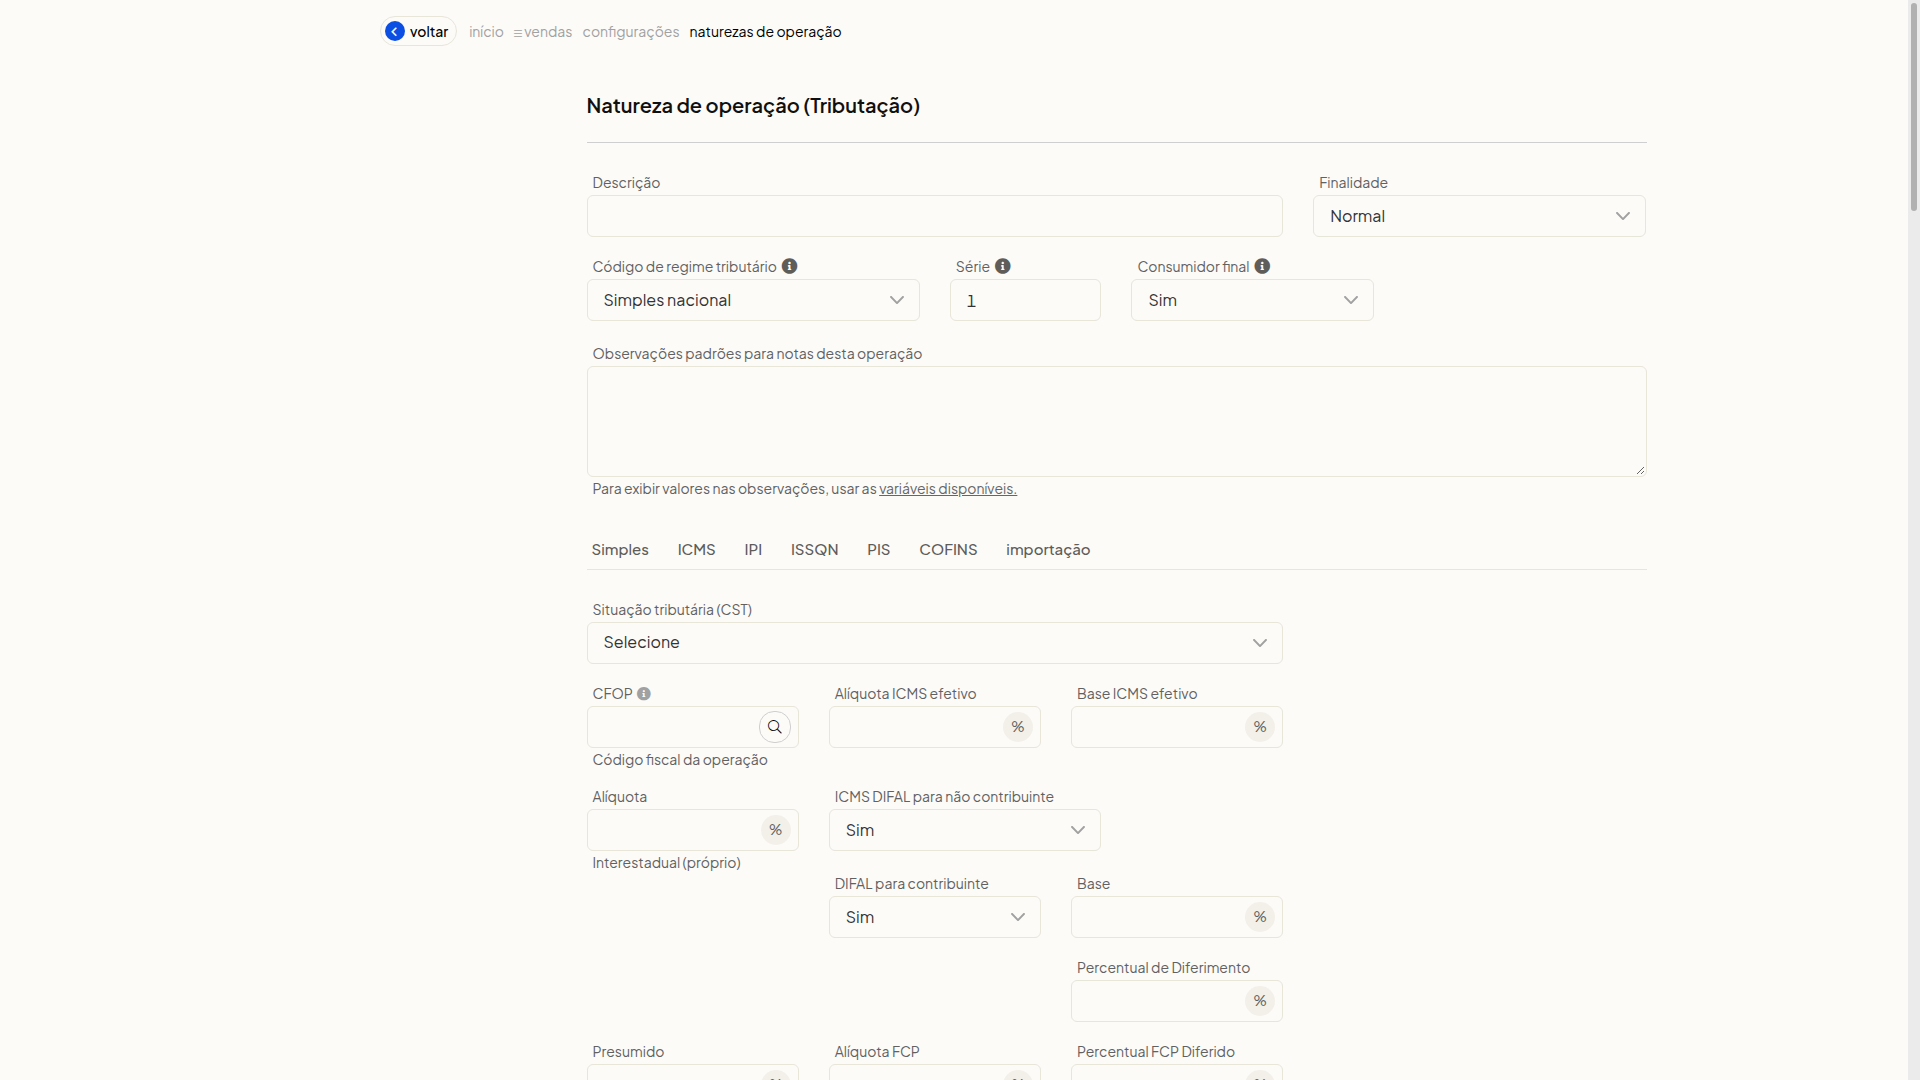 voltar início vendas configurações naturezas de operação
Natureza de operação (Tributação)
Descrição Finalidade
Normal
Código de regime tributário Série Consumidor final
Simples nacional 1 Sim
Observações padrões para notas desta operação
Para exibir valores nas observações, usar as variáveis disponíveis.
Simples ICMS IPI ISSQN PIS COFINS importação
Situação tributária (CST)
Selecione
CFOP Alíquota ICMS efetivo Base ICMS efetivo
% %
Código fiscal da operação
Alíquota ICMS DIFAL para não contribuinte
% Sim
Interestadual (próprio)
DIFAL para contribuinte Base
Sim %
Percentual de Diferimento
%
Presumido Alíquota FCP Percentual FCP Diferido
% % %